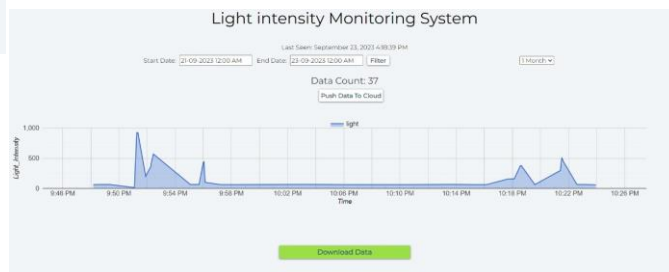 Light intensity Monitoring System
Last Seen: September 23, 2023 4:19:39 PM
Start Date: 21-09-2023 12:00 AM End Date: 23-09-2023 12:00 AM Filter
1 Month
Data Count: 37
Push Data To Cloud
light
1,000
500
0
Light_Intensity
9:46 PM 9:50 PM 9:54 PM 9:58 PM 10:02 PM 10:06 PM 10:10 PM 10:14 PM 10:18 PM 10:22 PM 10:26 PM
Time
Download Data